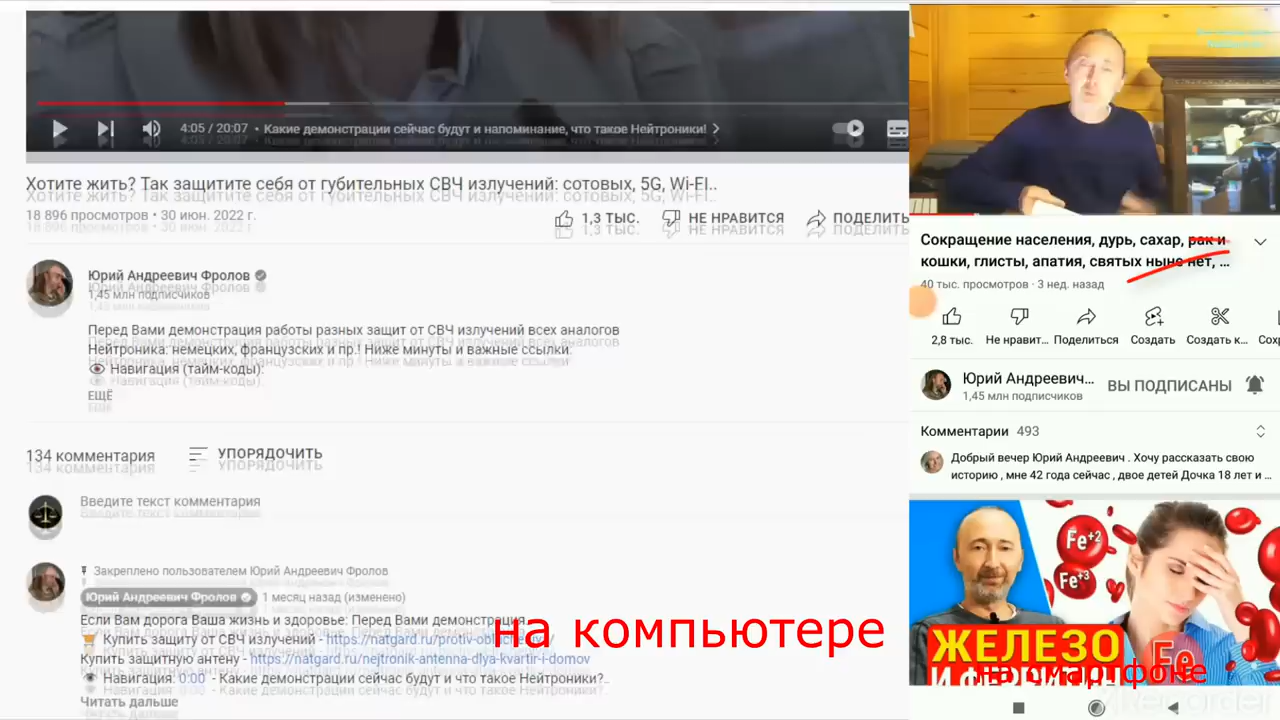 4:05 / 20:07 • Какие демонстрации сейчас будут и напоминание, что такое Нейтроники!
Хотите жить? Так защитите себя от губительных СВЧ излучений: сотовых, 5G, Wi-FI..
18 896 просмотров • 30 июн. 2022 г.
1,3 ТЫС.
НЕ НРАВИТСЯ
ПОДЕЛИТЬ
Юрий Андреевич Фролов
1,45 млн подписчиков
Перед Вами демонстрация работы разных защит от СВЧ излучений всех аналогов
Нейтроника: немецких, французских и пр.! Ниже минуты и важные ссылки.
Навигация (тайм-коды):
ЕЩЁ
134 комментария
УПОРЯДОЧИТЬ
Введите текст комментария
Закреплено пользователем Юрий Андреевич Фролов
Юрий Андреевич Фролов
1 месяц назад (изменено)
Если Вам дорога Ваша жизнь и здоровье: Перед Вами демонстрация
Купить защиту от СВЧ излучений -
Купить защитную антену - https://natgard.ru/nejtronik-antenna-dlya-kvartir-i-domov
Навигация: 0:00 - Какие демонстрации сейчас будут и что такое Нейтроники?..
Читать дальше
на компьютере
Сокращение населения, дурь, сахар, рак и
кошки, глисты, апатия, святых ныне нет, ...
40 тыс. просмотров · 3 нед. назад
2,8 тыс.
Не нравит...
Поделиться
Создать
Создать к...
Сох
Юрий Андреевич...
1,45 млн подписчиков
ВЫ ПОДПИСАНЫ
Комментарии 493
Добрый вечер Юрий Андреевич . Хочу рассказать свою
историю , мне 42 года сейчас , двое детей Дочка 18 лет и ...
Fe+2
Fe+3
ЖЕЛЕЗО
Fe